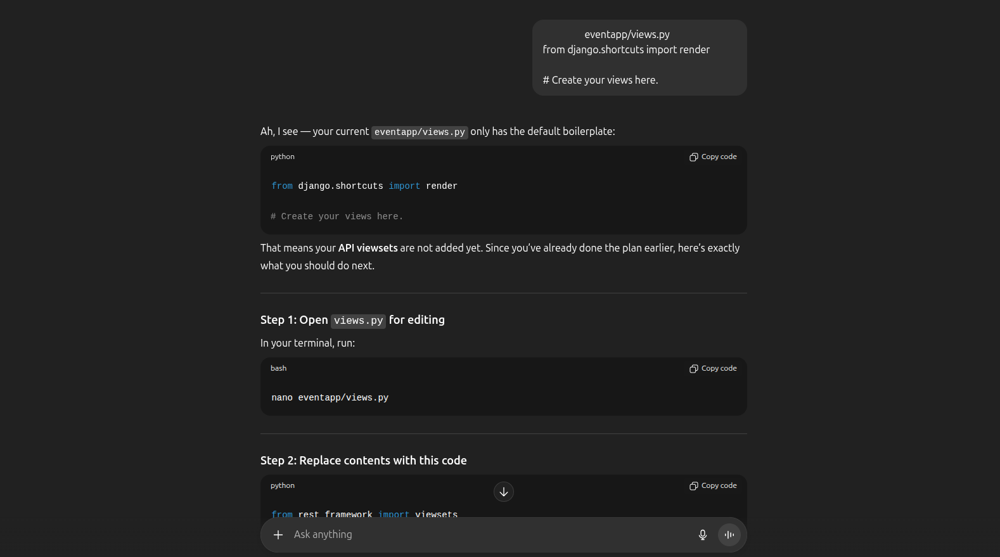 eventapp/views.py
from django.shortcuts import render
# Create your views here.
Ah, I see — your current eventapp/views.py only has the default boilerplate:
python
Copy code
from django.shortcuts import render
# Create your views here.
That means your API viewsets are not added yet. Since you’ve already done the plan earlier, here’s exactly
what you should do next.
Step 1: Open views.py for editing
In your terminal, run:
bash
Copy code
nano eventapp/views.py
Step 2: Replace contents with this code
python
Copy code
from rest_framework import viewsets
Ask anything